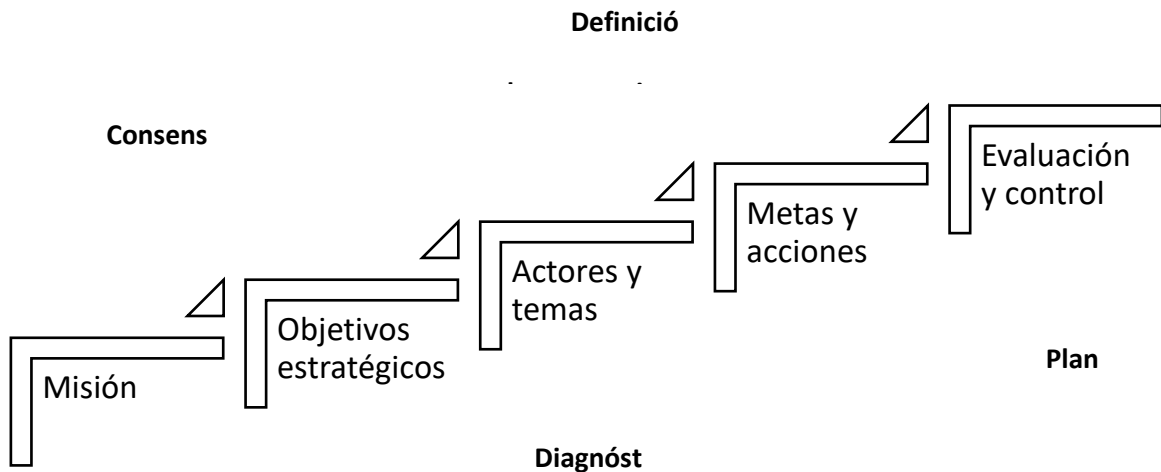 Definició
Consens
Evaluación
y control
Metas y
acciones
Actores y
temas
Objetivos
estratégicos
Misión
Plan
Diagnóst